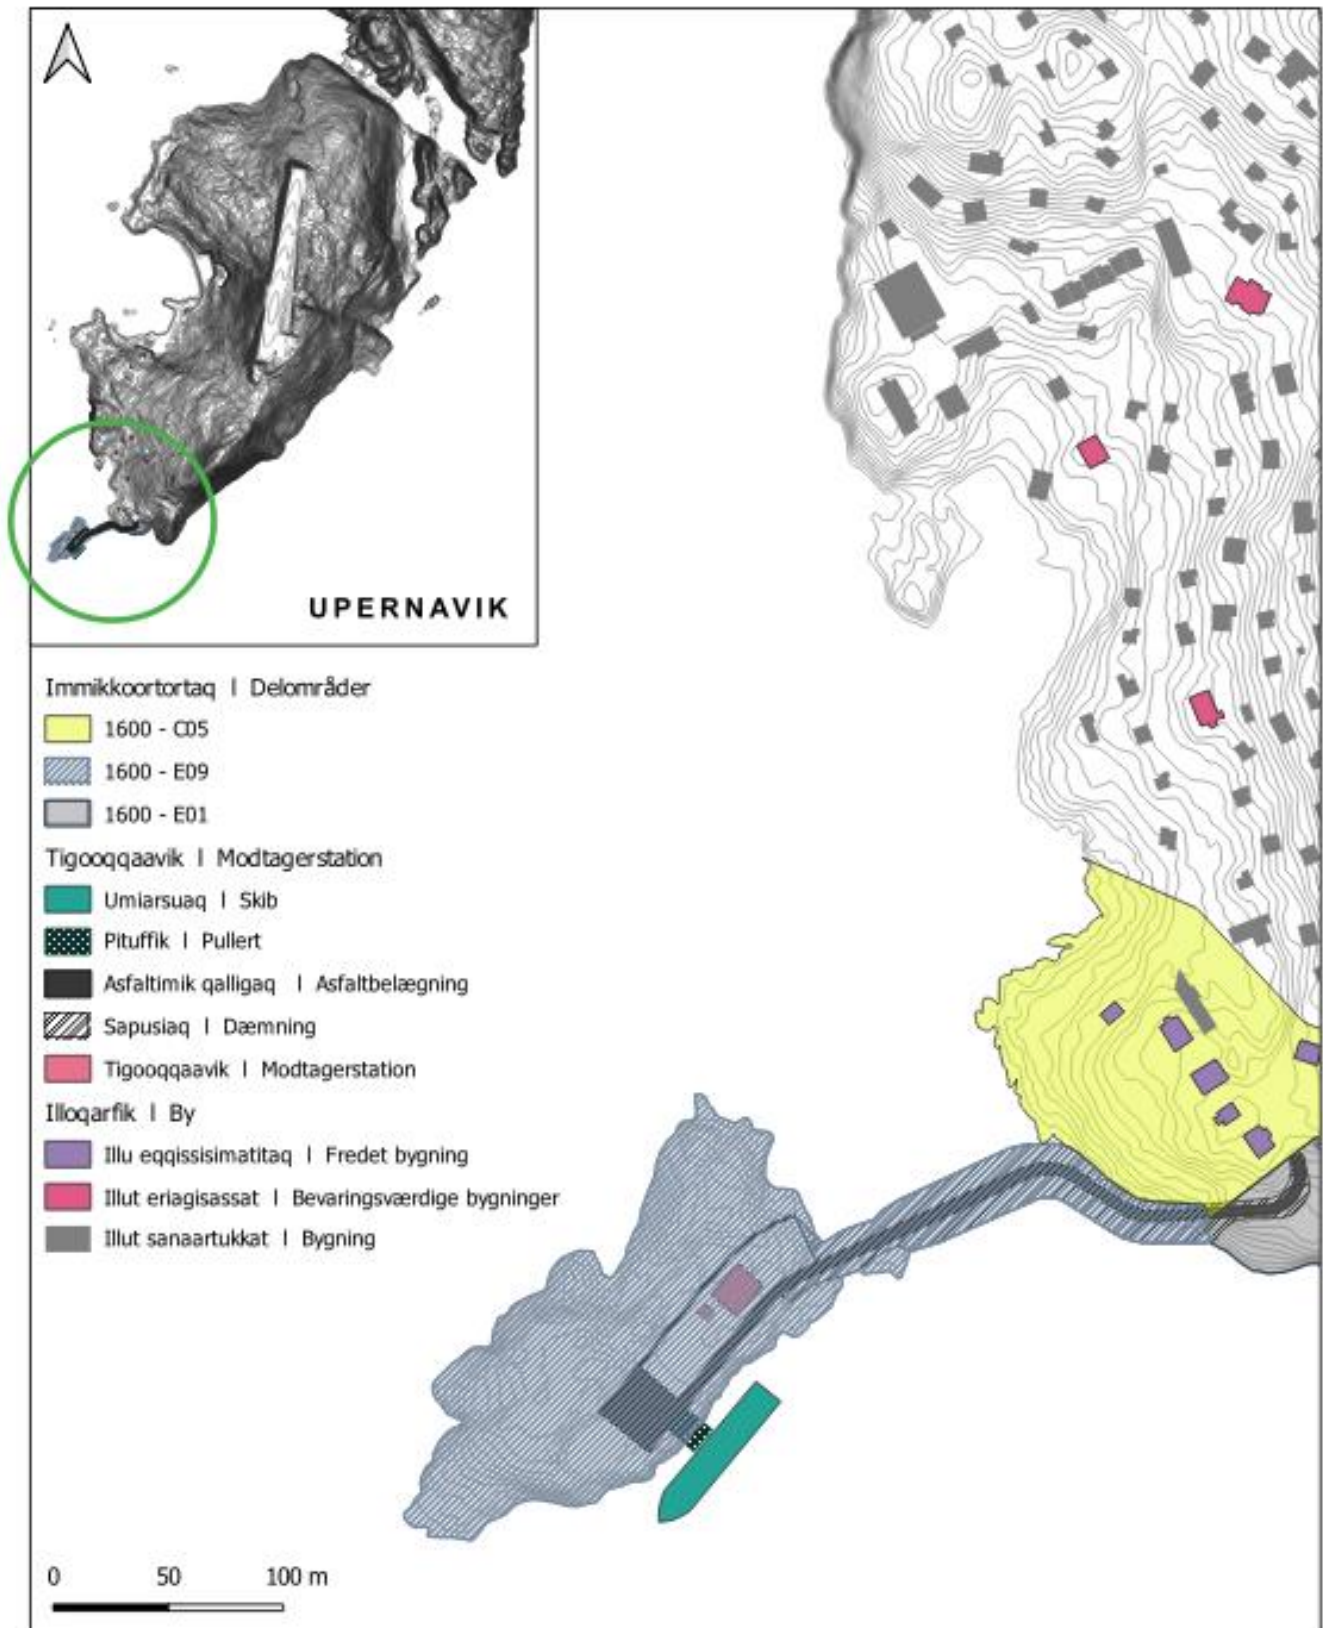 UPERNAVIK
Immikkoortortaq | Delområder
1600 - C05
1600 - E09
1600 - E01
Tigooqqaavik | Modtagerstation
Umiarsuaq | Skib
Pituffik | Pullert
Asfaltimik qalligaq | Asfaltbelægning
Sapusiaq | Dæmning
Tigooqqaavik | Modtagerstation
Illoqarfik | By
Illu eqqissisimatitaq | Fredet bygning
Illut eriagisassat | Bevaringsværdige bygninger
Illut sanaartukkat | Bygning
0 50 100 m